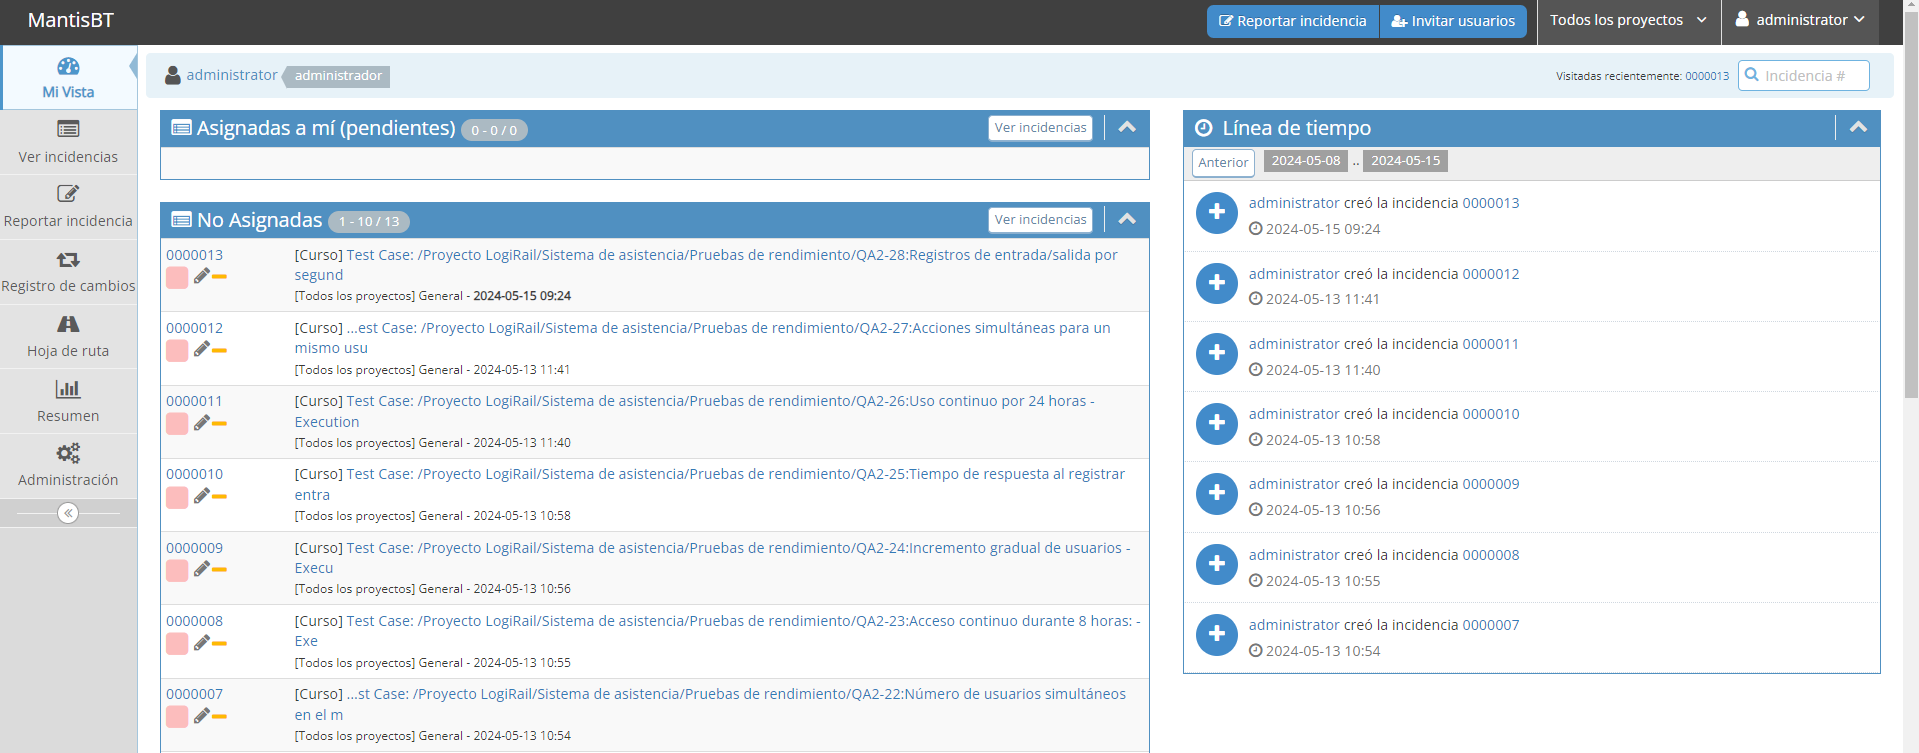 MantisBT
Reportar incidencia
Invitar usuarios
Todos los proyectos
administrator
Mi Vista
Ver incidencias
Reportar incidencia
Registro de cambios
Hoja de ruta
Resumen
Administración
administrator administrador
Visitadas recientemente: 0000013
Incidencia #
Asignadas a mí (pendientes) 0 - 0 / 0
Ver incidencias
No Asignadas 1 - 10 / 13
Ver incidencias
0000013
[Curso] Test Case: /Proyecto LogiRail/Sistema de asistencia/Pruebas de rendimiento/QA2-28:Registros de entrada/salida por
segund
[Todos los proyectos] General - 2024-05-15 09:24
0000012
[Curso] ...est Case: /Proyecto LogiRail/Sistema de asistencia/Pruebas de rendimiento/QA2-27:Acciones simultáneas para un
mismo usu
[Todos los proyectos] General - 2024-05-13 11:41
0000011
[Curso] Test Case: /Proyecto LogiRail/Sistema de asistencia/Pruebas de rendimiento/QA2-26:Uso continuo por 24 horas -
Execution
[Todos los proyectos] General - 2024-05-13 11:40
0000010
[Curso] Test Case: /Proyecto LogiRail/Sistema de asistencia/Pruebas de rendimiento/QA2-25:Tiempo de respuesta al registrar
entra
[Todos los proyectos] General - 2024-05-13 10:58
0000009
[Curso] Test Case: /Proyecto LogiRail/Sistema de asistencia/Pruebas de rendimiento/QA2-24:Incremento gradual de usuarios -
Execu
[Todos los proyectos] General - 2024-05-13 10:56
0000008
[Curso] Test Case: /Proyecto LogiRail/Sistema de asistencia/Pruebas de rendimiento/QA2-23:Acceso continuo durante 8 horas: -
Exe
[Todos los proyectos] General - 2024-05-13 10:55
0000007
[Curso] ...st Case: /Proyecto LogiRail/Sistema de asistencia/Pruebas de rendimiento/QA2-22:Número de usuarios simultáneos
en el m
[Todos los proyectos] General - 2024-05-13 10:54
Línea de tiempo
Anterior 2024-05-08 .. 2024-05-15
administrator creó la incidencia 0000013
2024-05-15 09:24
administrator creó la incidencia 0000012
2024-05-13 11:41
administrator creó la incidencia 0000011
2024-05-13 11:40
administrator creó la incidencia 0000010
2024-05-13 10:58
administrator creó la incidencia 0000009
2024-05-13 10:56
administrator creó la incidencia 0000008
2024-05-13 10:55
administrator creó la incidencia 0000007
2024-05-13 10:54